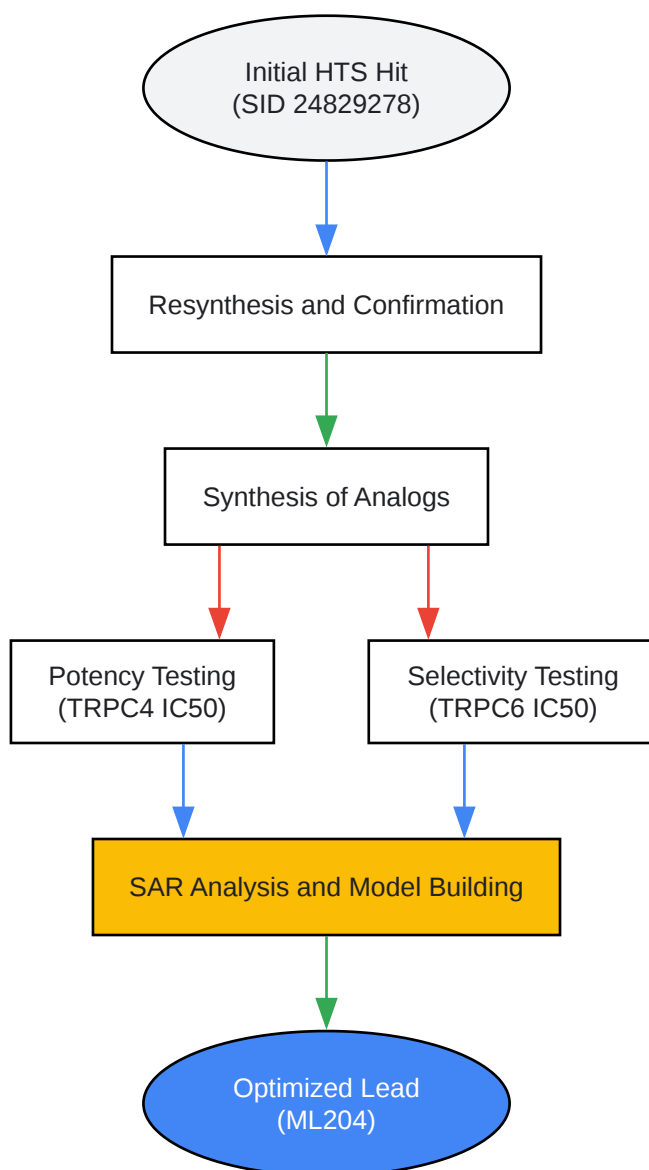 Initial HTS Hit
(SID 24829278)
Resynthesis and Confirmation
Synthesis of Analogs
Potency Testing
(TRPC4 IC50)
Selectivity Testing
(TRPC6 IC50)
SAR Analysis and Model Building
Optimized Lead
(ML204)